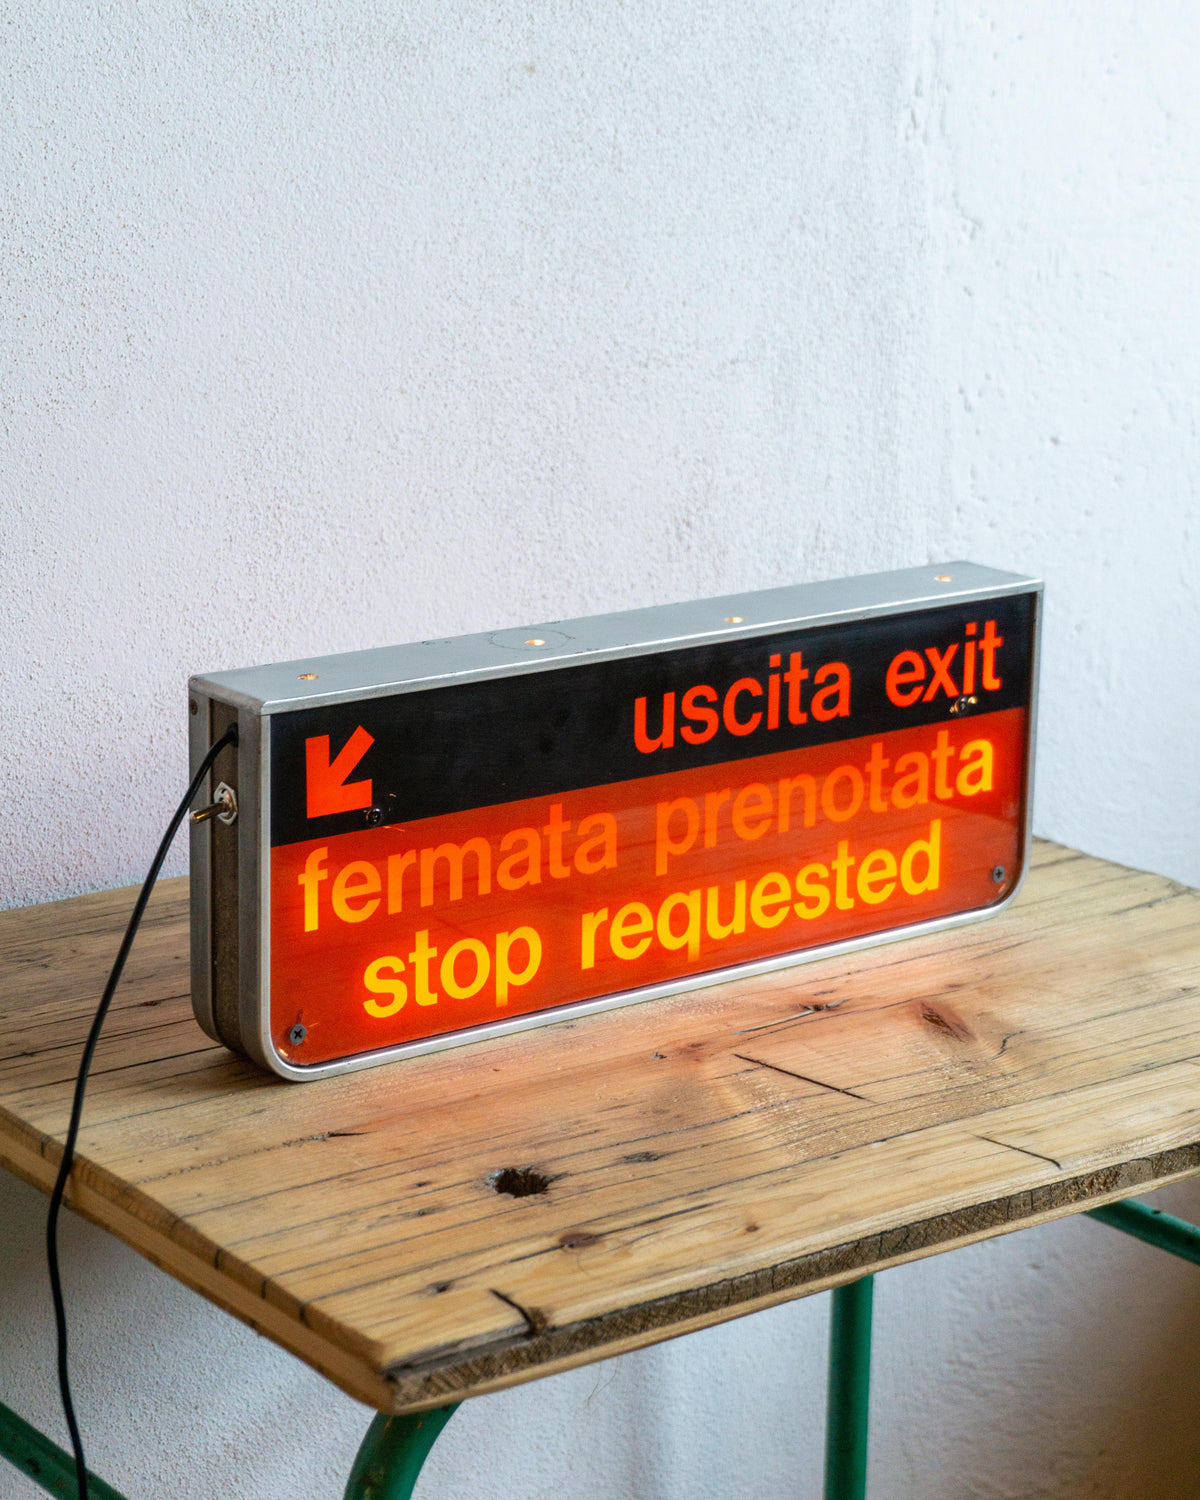 uscita exit
fermata prenotata
stop requested